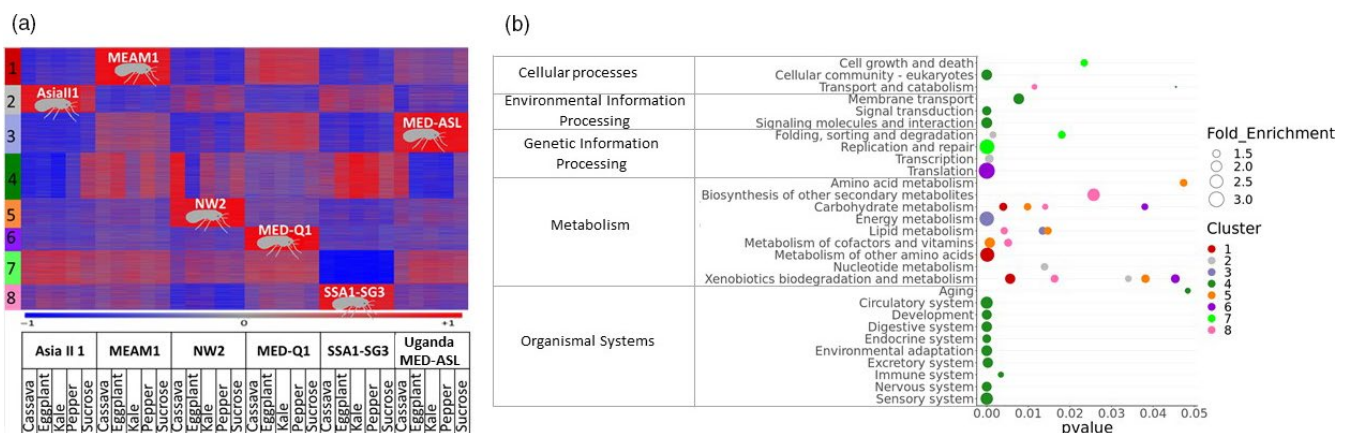 (a)
MEAM1
AsiaII1
MED-ASL
NW2
MED-Q1
SSA1-SG3
1
2
3
4
5
6
7
8
−1
0
+1
Asia II 1
MEAM1
NW2
MED-Q1
SSA1-SG3
Uganda
MED-ASL
Cassava
Eggplant
Kale
Pepper
Sucrose
Cassava
Eggplant
Kale
Pepper
Sucrose
Cassava
Eggplant
Kale
Pepper
Sucrose
Cassava
Eggplant
Kale
Pepper
Sucrose
Cassava
Eggplant
Kale
Pepper
Sucrose
Cassava
Eggplant
Kale
Pepper
Sucrose
(b)
Cellular processes
Environmental Information
Processing
Genetic Information
Processing
Metabolism
Organismal Systems
Cell growth and death
Cellular community - eukaryotes
Transport and catabolism
Membrane transport
Signal transduction
Signaling molecules and interaction
Folding, sorting and degradation
Replication and repair
Transcription
Translation
Amino acid metabolism
Biosynthesis of other secondary metabolites
Carbohydrate metabolism
Energy metabolism
Lipid metabolism
Metabolism of cofactors and vitamins
Metabolism of other amino acids
Nucleotide metabolism
Xenobiotics biodegradation and metabolism
Aging
Circulatory system
Development
Digestive system
Endocrine system
Environmental adaptation
Excretory system
Immune system
Nervous system
Sensory system
0.00 0.01 0.02 0.03 0.04 0.05
pvalue
Fold_Enrichment
1.5
2.0
2.5
3.0
Cluster
1
2
3
4
5
6
7
8